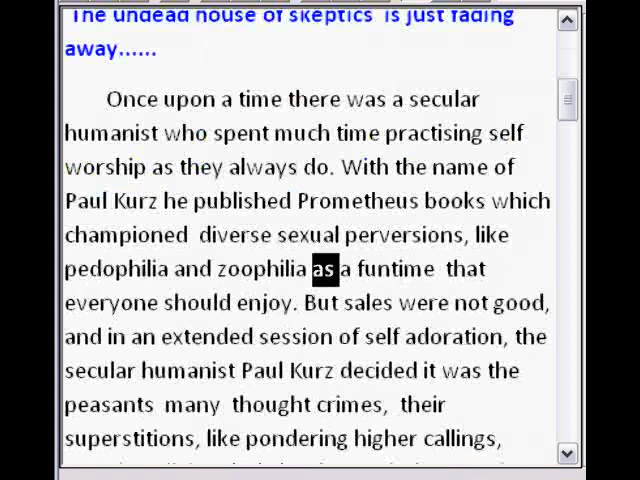 The undead house of skeptics is just fading
away......
Once upon a time there was a secular
humanist who spent much time practising self
worship as they always do. With the name of
Paul Kurz he published Prometheus books which
championed diverse sexual perversions, like
pedophilia and zoophilia as a funtime that
everyone should enjoy. But sales were not good,
and in an extended session of self adoration, the
secular humanist Paul Kurz decided it was the
peasants many thought crimes, their
superstitions, like pondering higher callings,